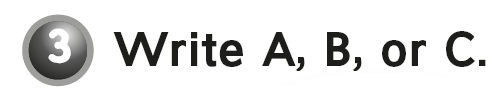 3 Write A, B, or C.